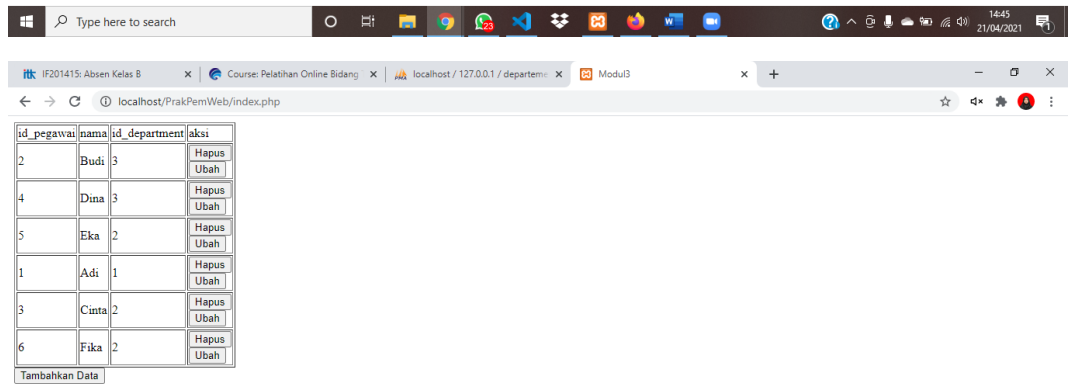 Type here to search
23
14:45
21/04/2021
1
itk IF201415: Absen Kelas B
Course: Pelatihan Online Bidang
localhost / 127.0.0.1 / departeme
Modul3
localhost/PrakPemWeb/index.php
id_pegawai nama id_department aksi
2 Budi 3 Hapus
Ubah
4 Dina 3 Hapus
Ubah
5 Eka 2 Hapus
Ubah
1 Adi 1 Hapus
Ubah
3 Cinta 2 Hapus
Ubah
6 Fika 2 Hapus
Ubah
Tambahkan Data